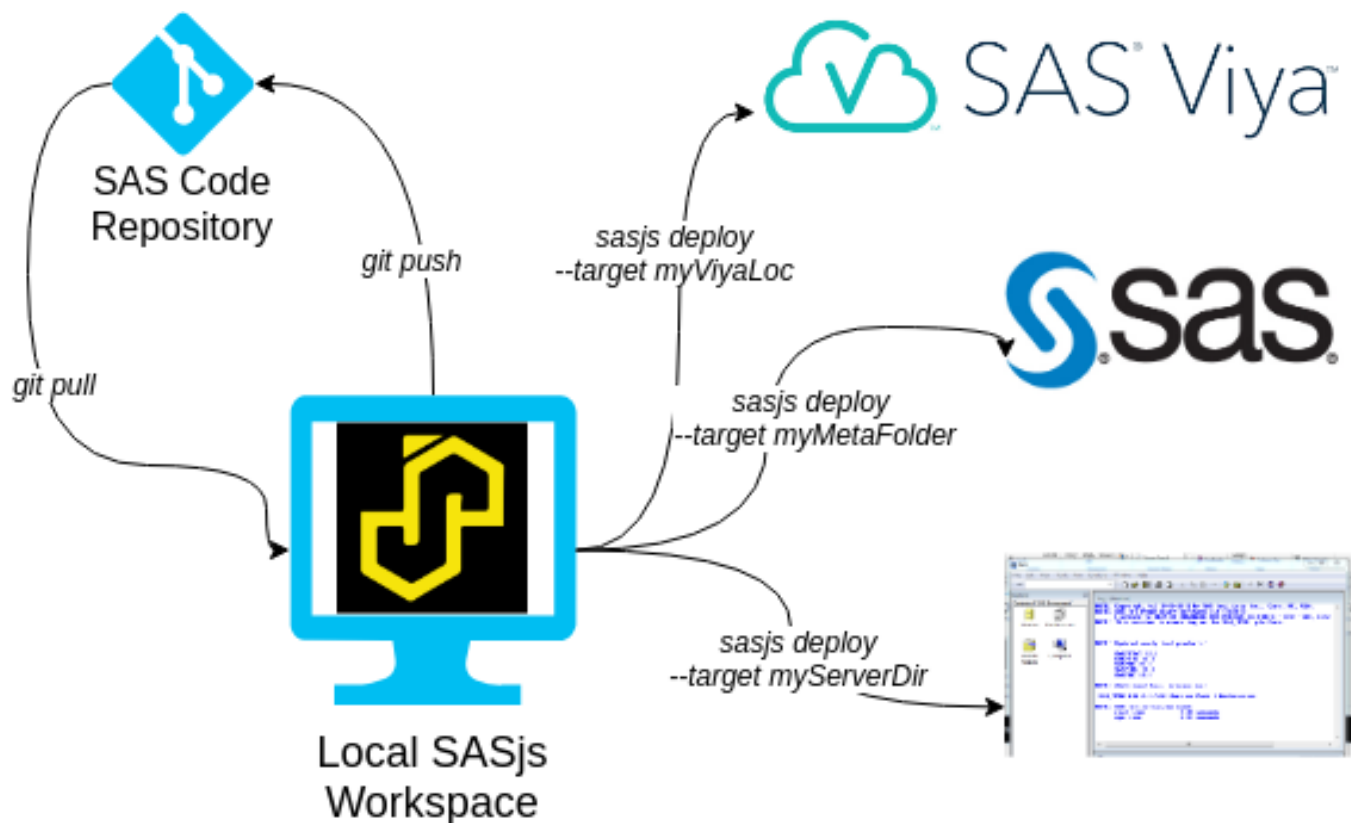 SAS® Viya™
SAS Code
Repository
git push
sasjs deploy
--target myViyaLoc
sas®
git pull
sasjs deploy
--target myMetaFolder
sasjs deploy
--target myServerDir
Local SASjs
Workspace